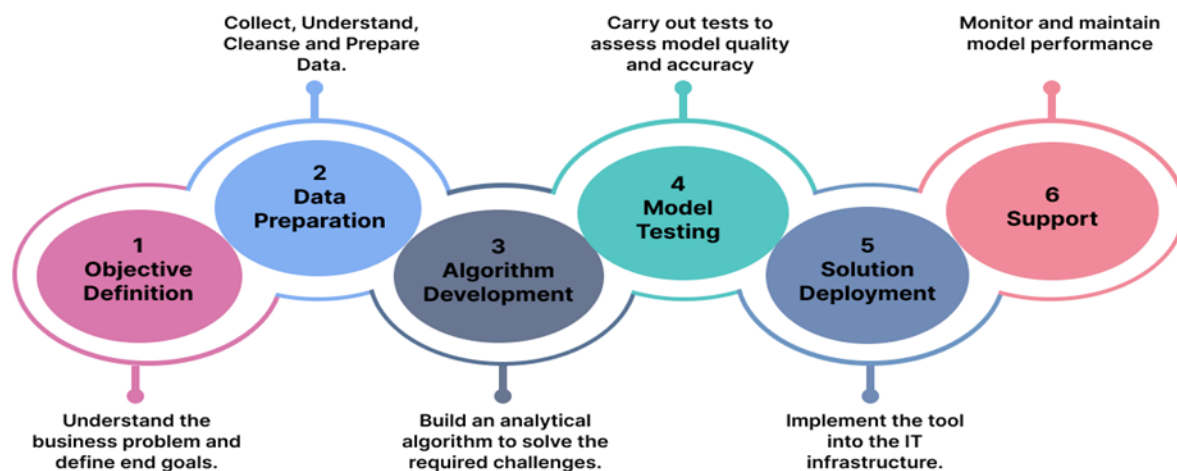 Collect, Understand,
Cleanse and Prepare
Data.
Carry out tests to
assess model quality
and accuracy
Monitor and maintain
model performance
1
Objective
Definition
2
Data
Preparation
3
Algorithm
Development
4
Model
Testing
5
Solution
Deployment
6
Support
Understand the
business problem and
define end goals.
Build an analytical
algorithm to solve the
required challenges.
Implement the tool
into the IT
infrastructure.